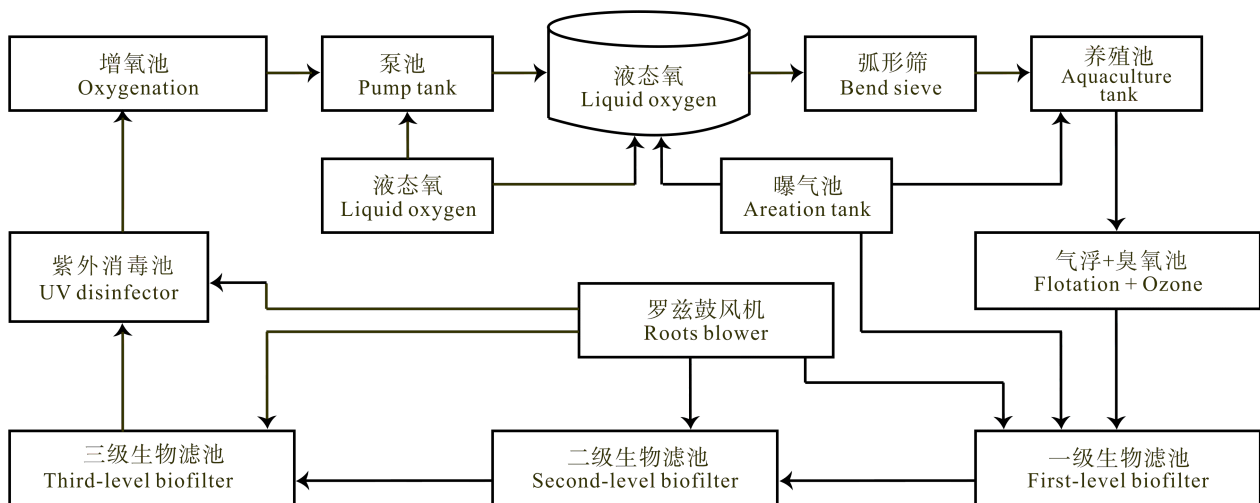 增氧池
Oxygenation
泵池
Pump tank
液态氧
Liquid oxygen
弧形筛
Bend sieve
养殖池
Aquaculture
tank
液态氧
Liquid oxygen
曝气池
Areation tank
紫外消毒池
UV disinfector
罗兹鼓风机
Roots blower
气浮+臭氧池
Flotation + Ozone
三级生物滤池
Third-level biofilter
二级生物滤池
Second-level biofilter
一级生物滤池
First-level biofilter